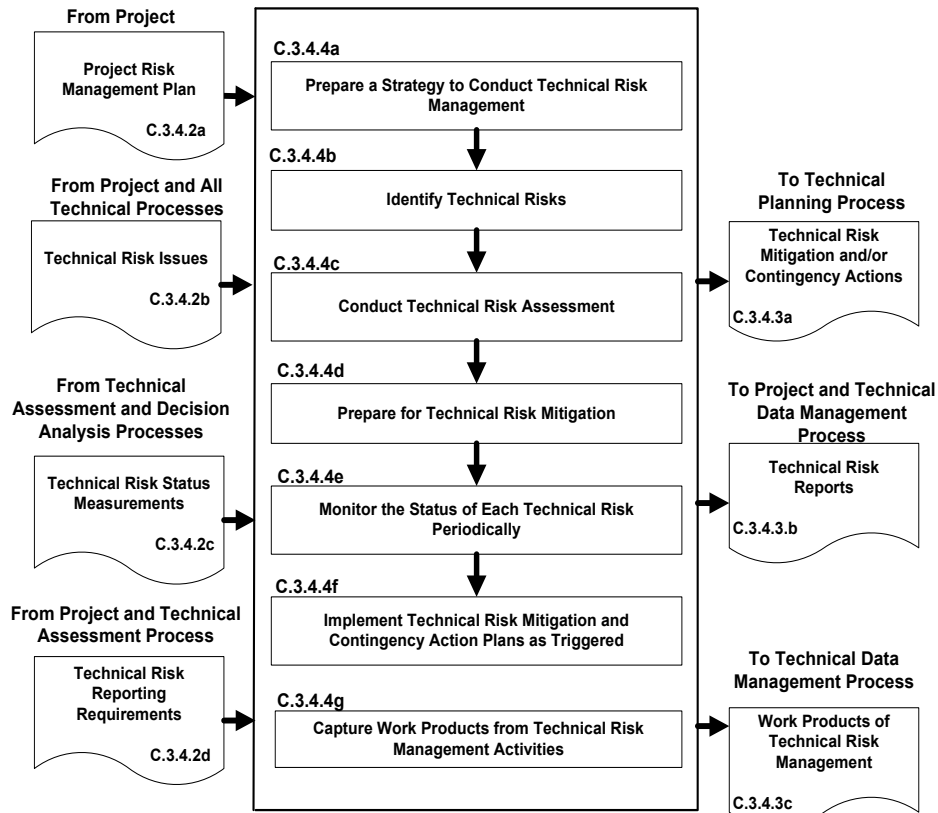 From Project
Project Risk
Management Plan
C.3.4.2a
From Project and All
Technical Processes
Technical Risk Issues
C.3.4.2b
From Technical
Assessment and Decision
Analysis Processes
Technical Risk Status
Measurements
C.3.4.2c
From Project and Technical
Assessment Process
Technical Risk
Reporting
Requirements
C.3.4.2d
C.3.4.4a
Prepare a Strategy to Conduct Technical Risk
Management
C.3.4.4b
Identify Technical Risks
C.3.4.4c
Conduct Technical Risk Assessment
C.3.4.4d
Prepare for Technical Risk Mitigation
C.3.4.4e
Monitor the Status of Each Technical Risk
Periodically
C.3.4.4f
Implement Technical Risk Mitigation and
Contingency Action Plans as Triggered
C.3.4.4g
Capture Work Products from Technical Risk
Management Activities
To Technical
Planning Process
Technical Risk
Mitigation and/or
Contingency Actions
C.3.4.3a
To Project and Technical
Data Management
Process
Technical Risk
Reports
C.3.4.3.b
To Technical Data
Management Process
Work Products of
Technical Risk
Management
C.3.4.3c